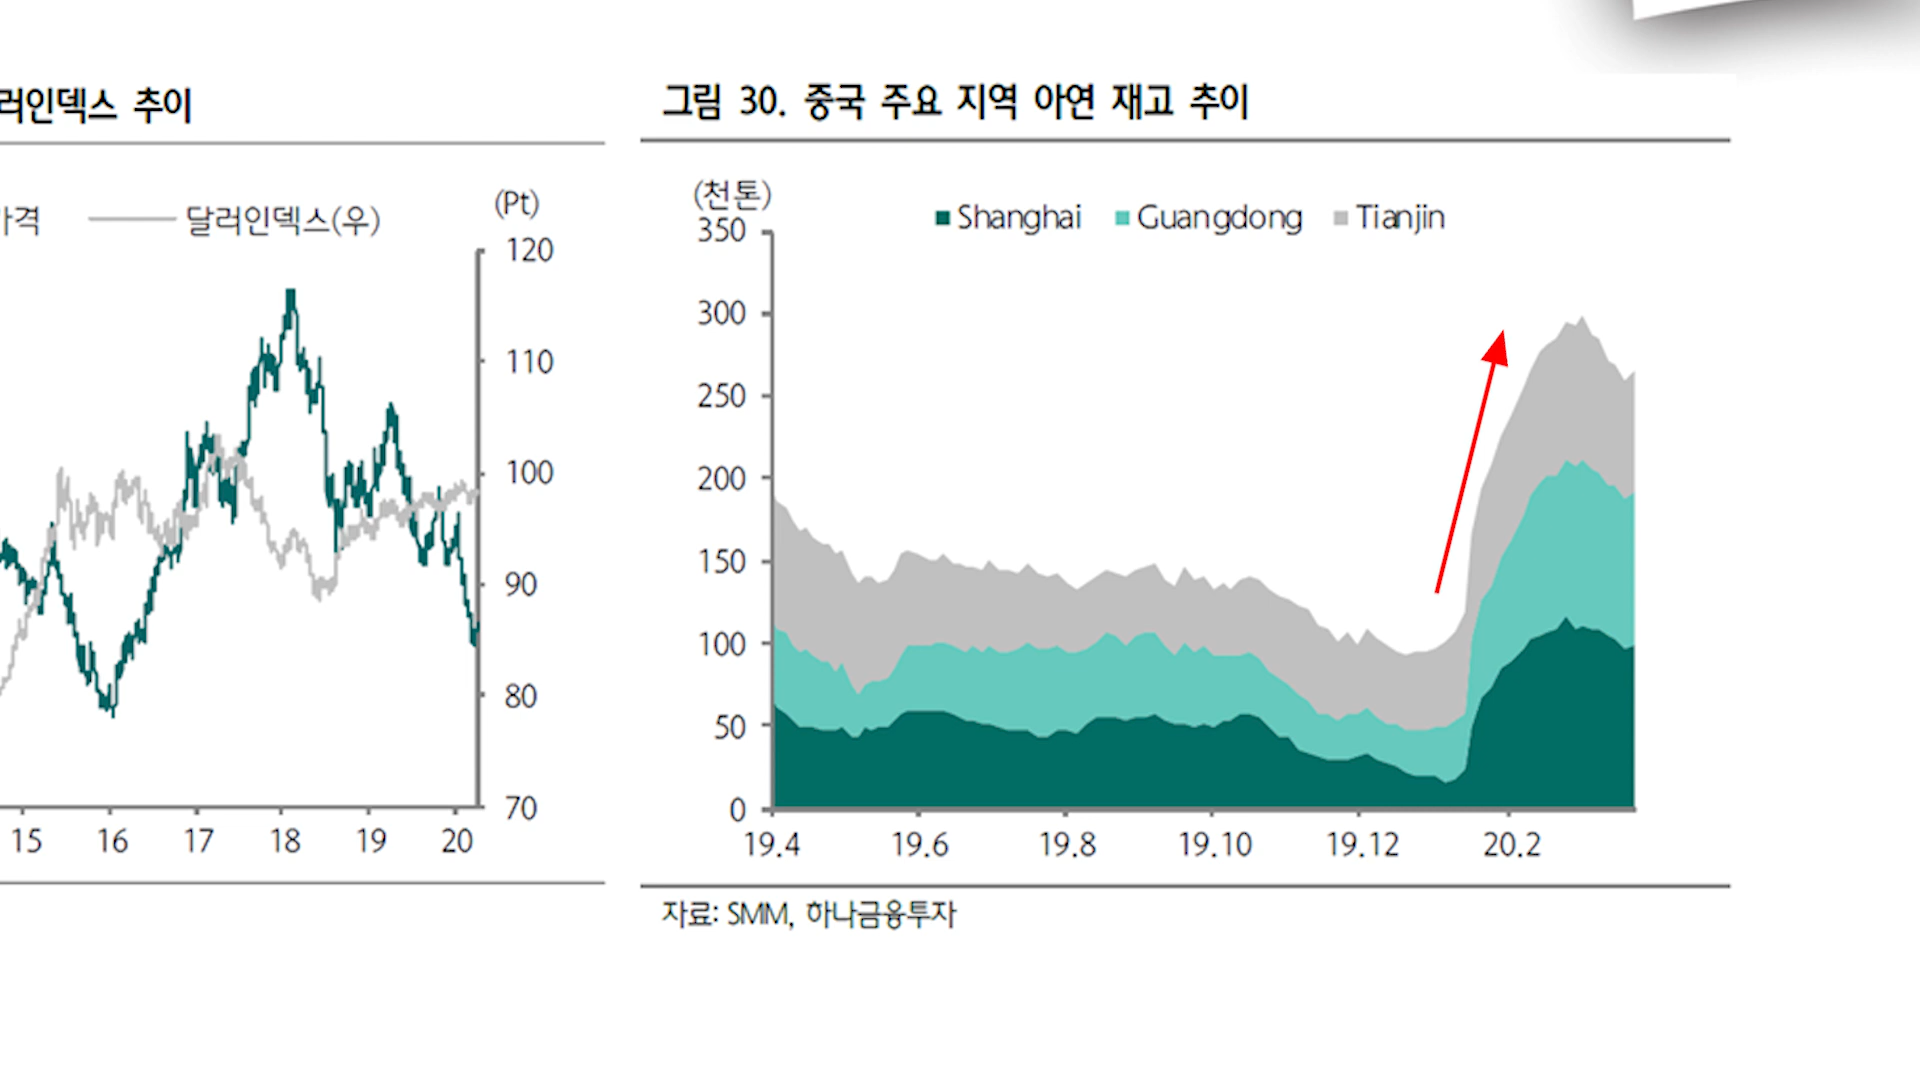 러인덱스 추이
가격
달러인덱스(우)
(Pt)
120
110
100
90
80
70
15 16 17 18 19 20
그림 30. 중국 주요 지역 아연 재고 추이
(천톤)
Shanghai Guangdong Tianjin
350
300
250
200
150
100
50
0
19.4 19.6 19.8 19.10 19.12 20.2
자료: SMM, 하나금융투자